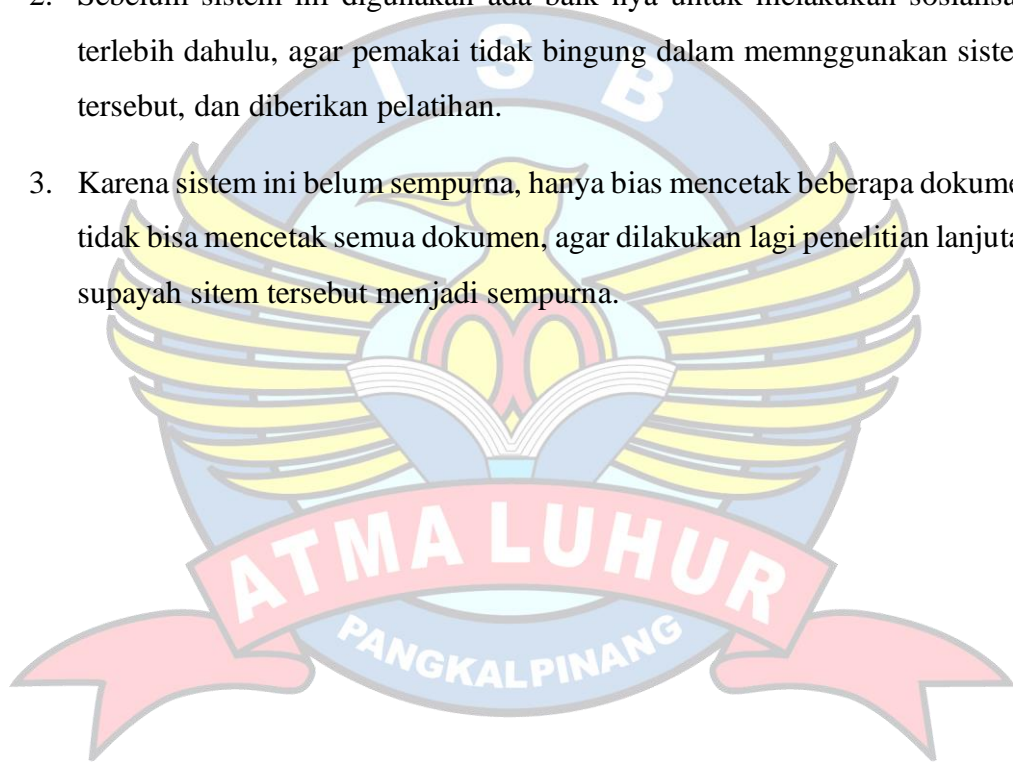 2. Sebelum sistem ini digunakan ada baik nya untuk melakukan sosialisa
terlebih dahulu, agar pemakai tidak bingung dalam memnggunakan siste
tersebut, dan diberikan pelatihan.
3. Karena sistem ini belum sempurna, hanya bias mencetak beberapa dokume
tidak bisa mencetak semua dokumen, agar dilakukan lagi penelitian lanjuta
supayah sitem tersebut menjadi sempurna.
I S B
ATMA LUHUR
PANGKALPINANG